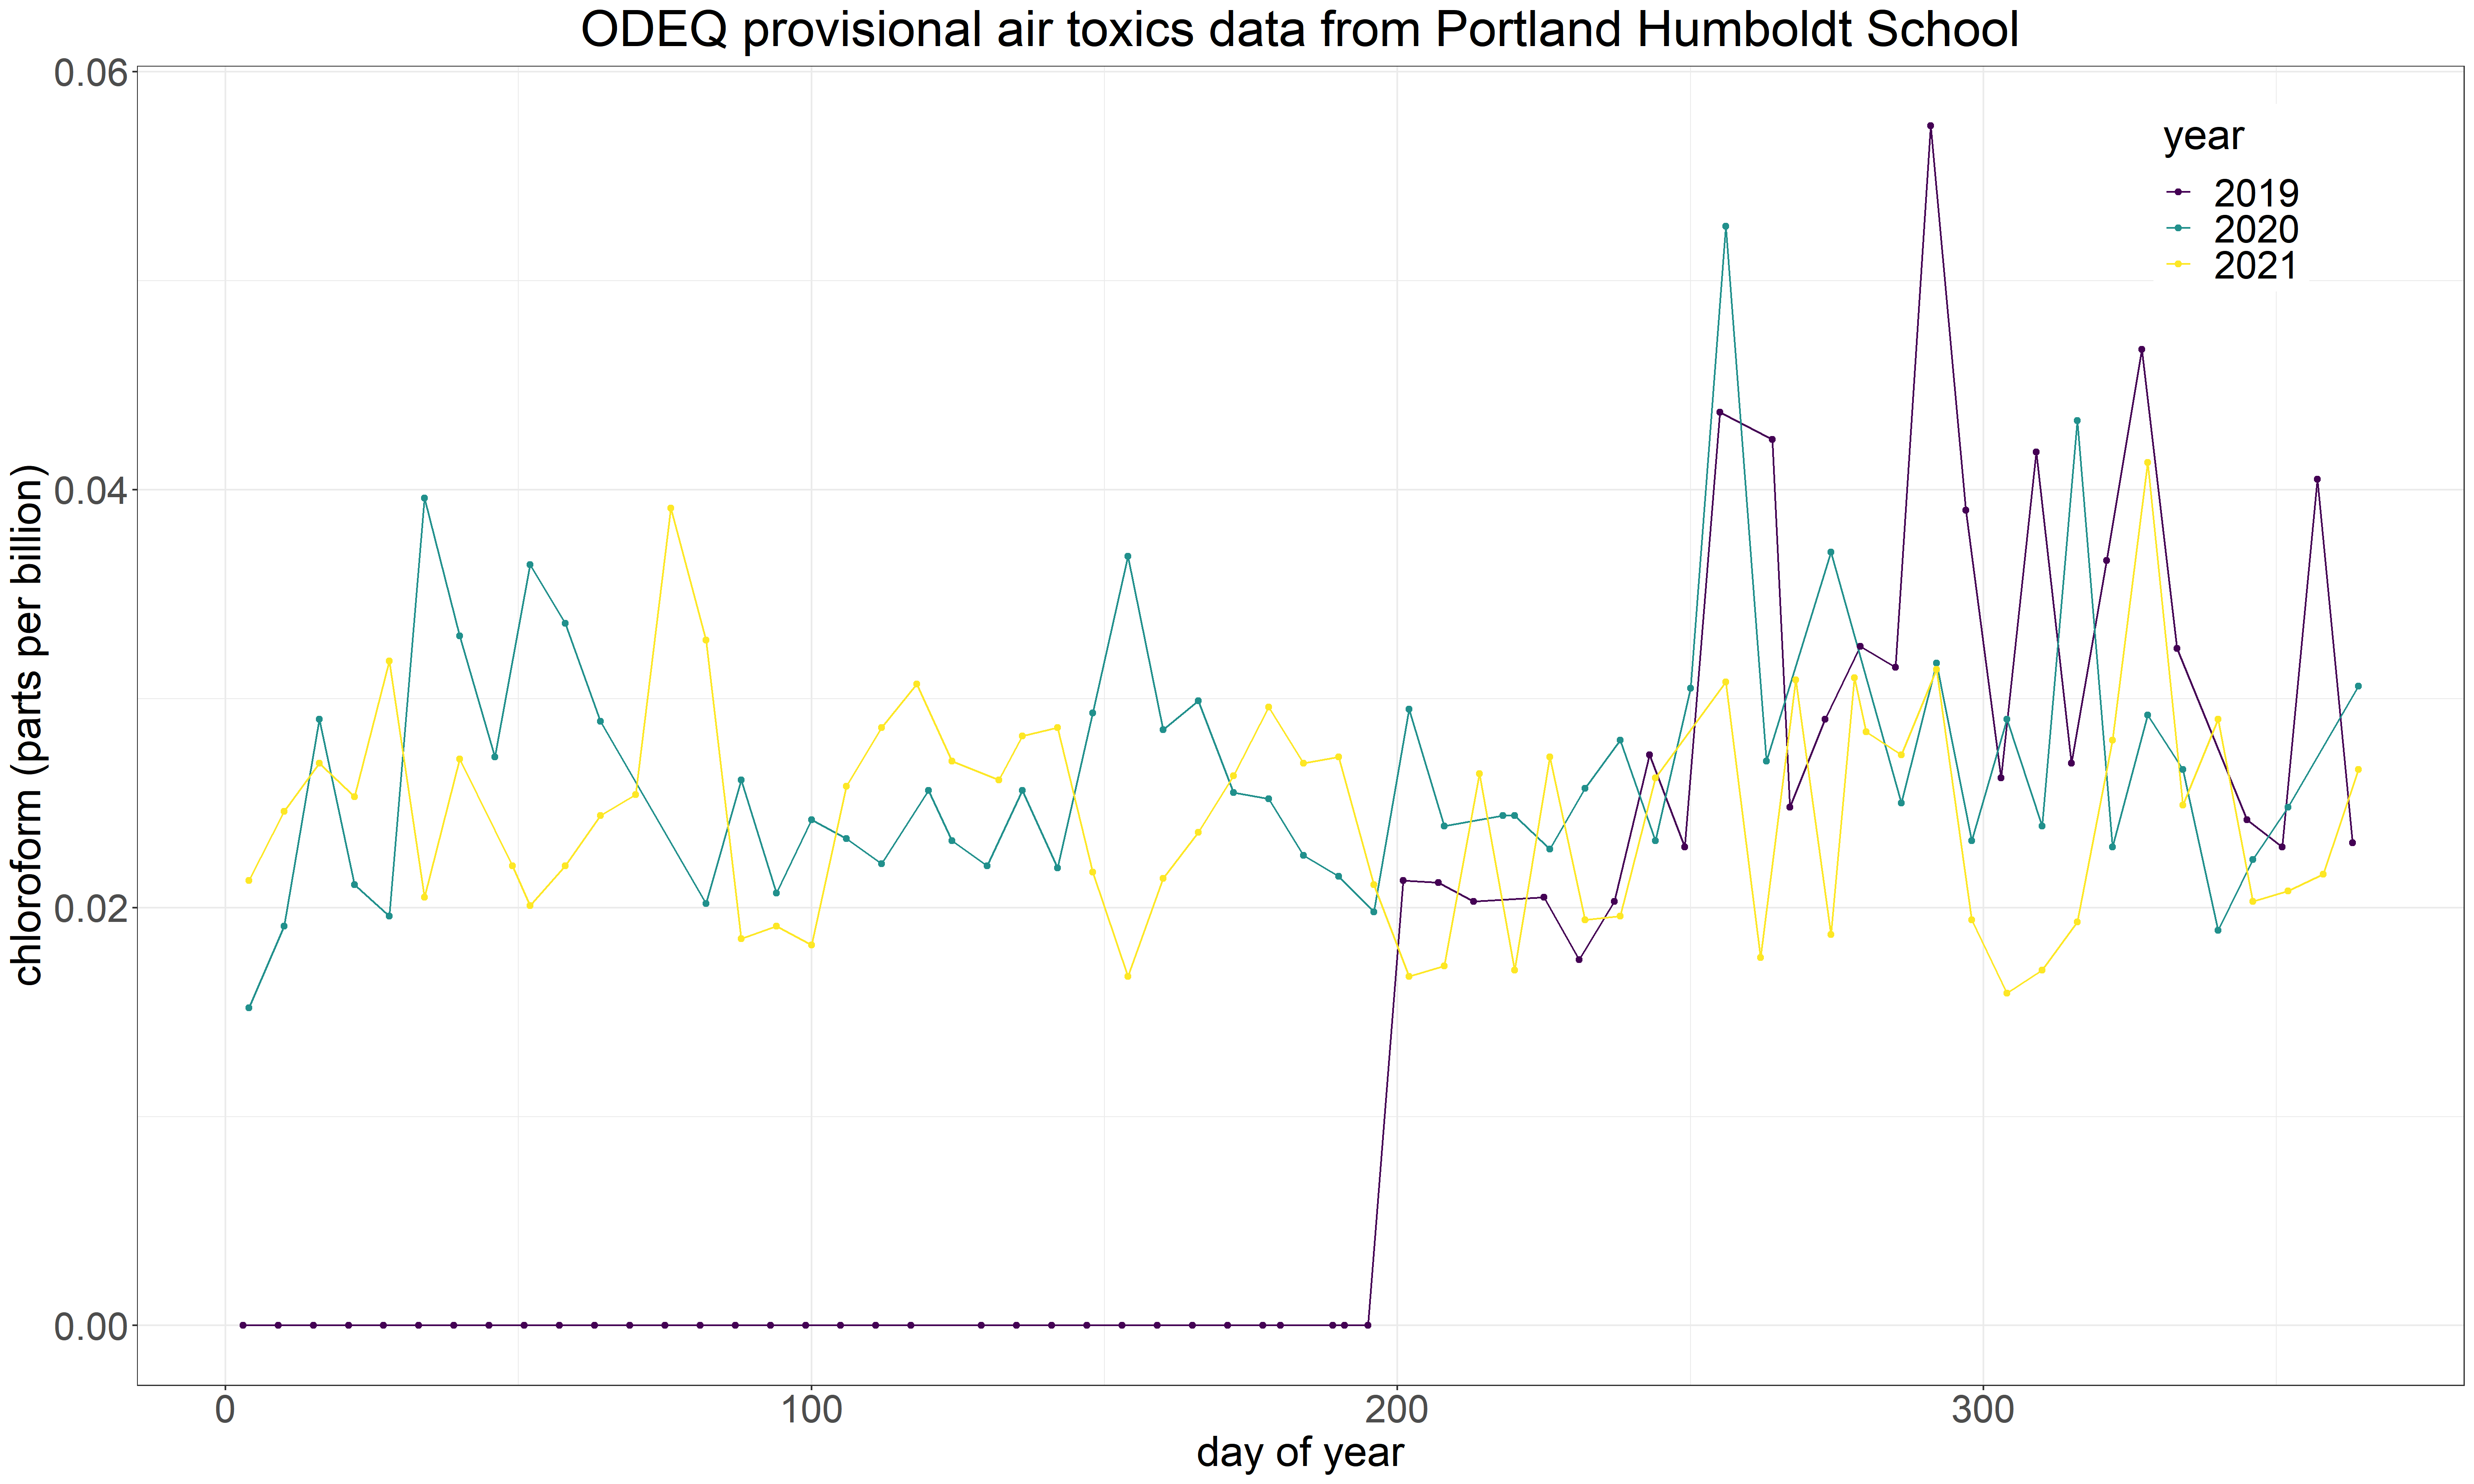 ODEQ provisional air toxics data from Portland Humboldt School
0.06
0.04
0.02
0.00
chloroform (parts per billion)
year
2019
2020
2021
0 100 200 300
day of year